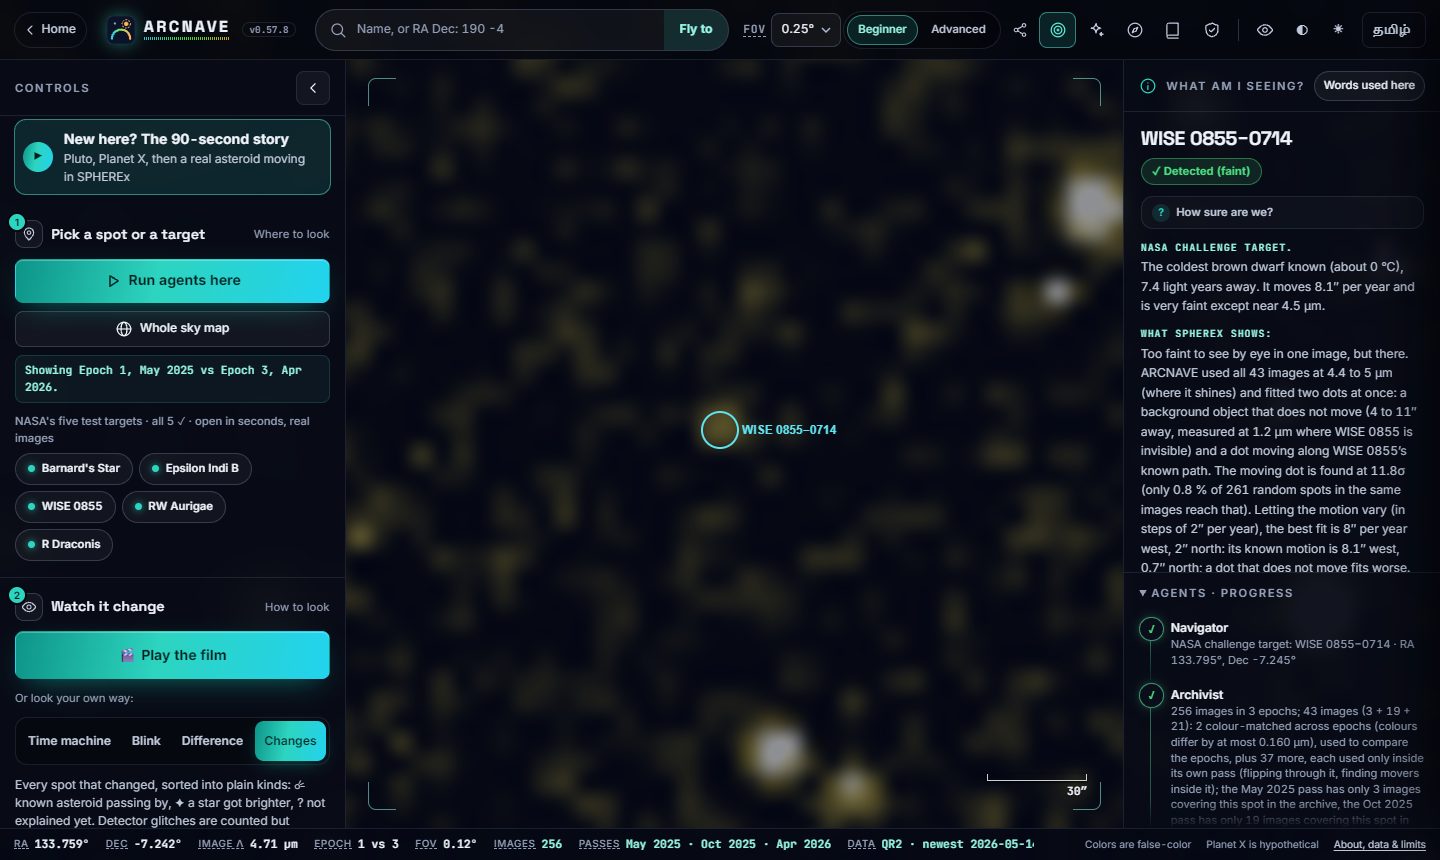 Home
ARCNAVE
v0.57.8
Name, or RA Dec: 190 -4
Fly to
FOV
0.25°
Beginner
Advanced
தமிழ்
CONTROLS
New here? The 90-second story
Pluto, Planet X, then a real asteroid moving
in SPHEREx
1
Pick a spot or a target
Where to look
Run agents here
Whole sky map
Showing Epoch 1, May 2025 vs Epoch 3, Apr
2026.
NASA's five test targets · all 5 ✓ · open in seconds, real
images
Barnard's Star
Epsilon Indi B
WISE 0855
RW Aurigae
R Draconis
2
Watch it change
How to look
Play the film
Or look your own way:
Time machine
Blink
Difference
Changes
Every spot that changed, sorted into plain kinds: ☄
known asteroid passing by, ✦ a star got brighter, ? not
explained yet. Detector glitches are counted but
WISE 0855−0714
30″
WHAT AM I SEEING?
Words used here
WISE 0855−0714
✓ Detected (faint)
? How sure are we?
NASA CHALLENGE TARGET.
The coldest brown dwarf known (about 0 °C),
7.4 light years away. It moves 8.1″ per year and
is very faint except near 4.5 µm.
WHAT SPHEREX SHOWS:
Too faint to see by eye in one image, but there.
ARCNAVE used all 43 images at 4.4 to 5 µm
(where it shines) and fitted two dots at once: a
background object that does not move (4 to 11″
away, measured at 1.2 µm where WISE 0855 is
invisible) and a dot moving along WISE 0855's
known path. The moving dot is found at 11.8σ
(only 0.8 % of 261 random spots in the same
images reach that). Letting the motion vary (in
steps of 2″ per year), the best fit is 8″ per year
west, 2″ north: its known motion is 8.1″ west,
0.7″ north; a dot that does not move fits worse.
▾ AGENTS · PROGRESS
✓
Navigator
NASA challenge target: WISE 0855−0714 · RA
133.795°, Dec -7.245°
✓
Archivist
256 images in 3 epochs; 43 images (3 + 19 +
21): 2 colour-matched across epochs (colours
differ by at most 0.160 µm), used to compare
the epochs, plus 37 more, each used only inside
its own pass (flipping through it, finding movers
inside it); the May 2025 pass has only 3 images
covering this spot in the archive, the Oct 2025
pass has only 19 images covering this spot in
RA 133.759° DEC -7.242° IMAGE Λ 4.71 µm EPOCH 1 vs 3 FOV 0.12° IMAGES 256 PASSES May 2025 · Oct 2025 · Apr 2026 DATA QR2 · newest 2026-05-1
Colors are false-color
Planet X is hypothetical
About, data & limits